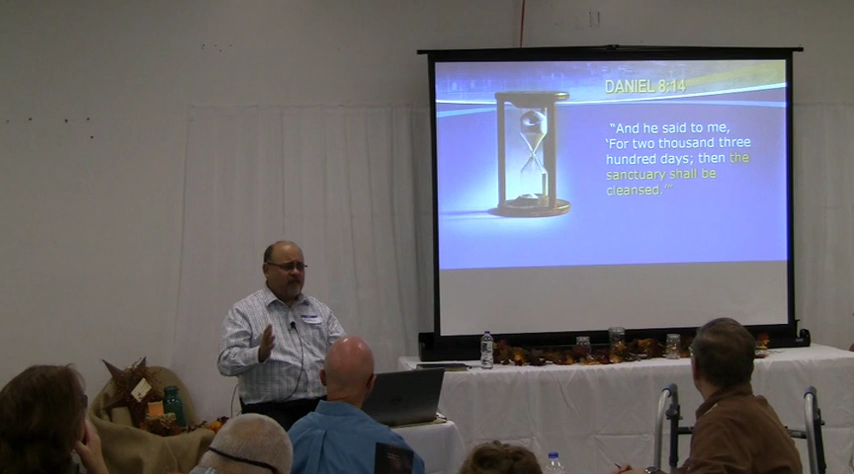 DANIEL 8:14
“And he said to me,
‘For two thousand three
hundred days; then the
sanctuary shall be
cleansed.’”